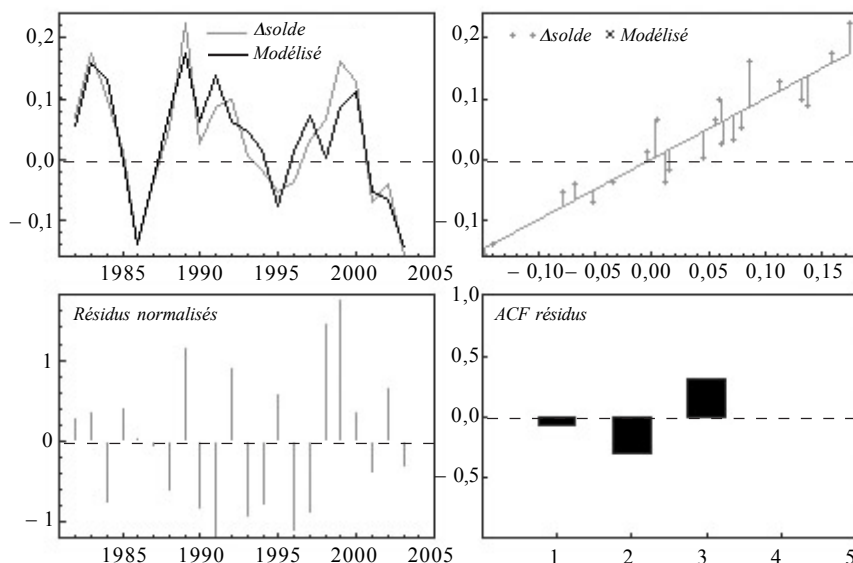 Δsolde
Modélisé
0,2
0,1
0,0
– 0,1
1985 1990 1995 2000 2005
Δsolde Modélisé
0,2
0,1
0,0
– 0,1
– 0,10 – 0,05 0,00 0,05 0,10 0,15
Résidus normalisés
1
0
– 1
1985 1990 1995 2000 2005
ACF résidus
1,0
0,5
0,0
– 0,5
1 2 3 4 5